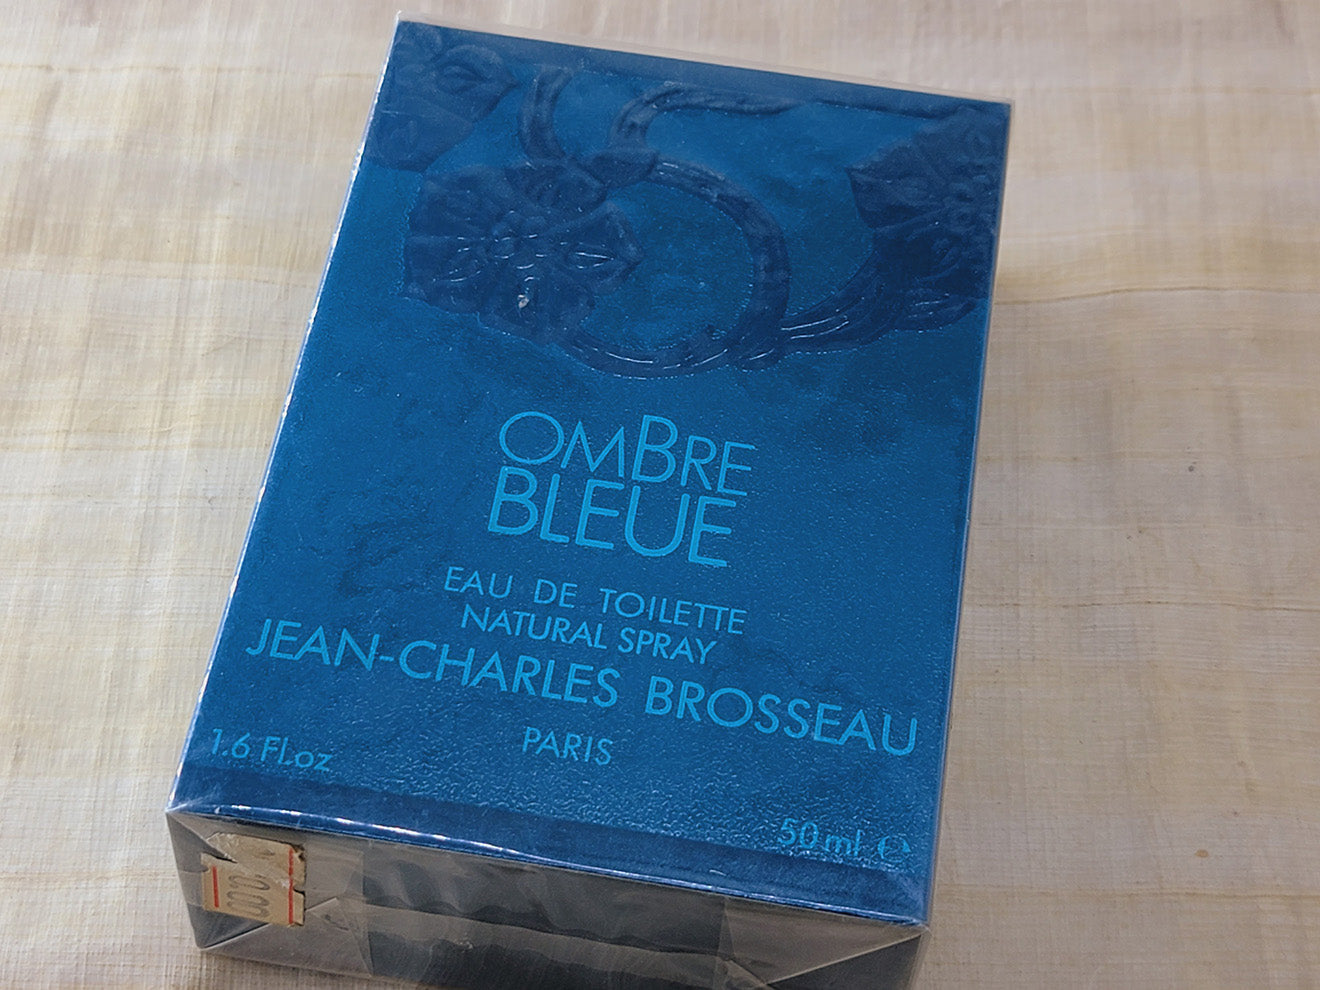 OMBRE
BLEUE
EAU DE TOILETTE
NATURAL SPRAY
JEAN-CHARLES BROSSEAU
PARIS
1.6 Fl.oz
50 ml ℮